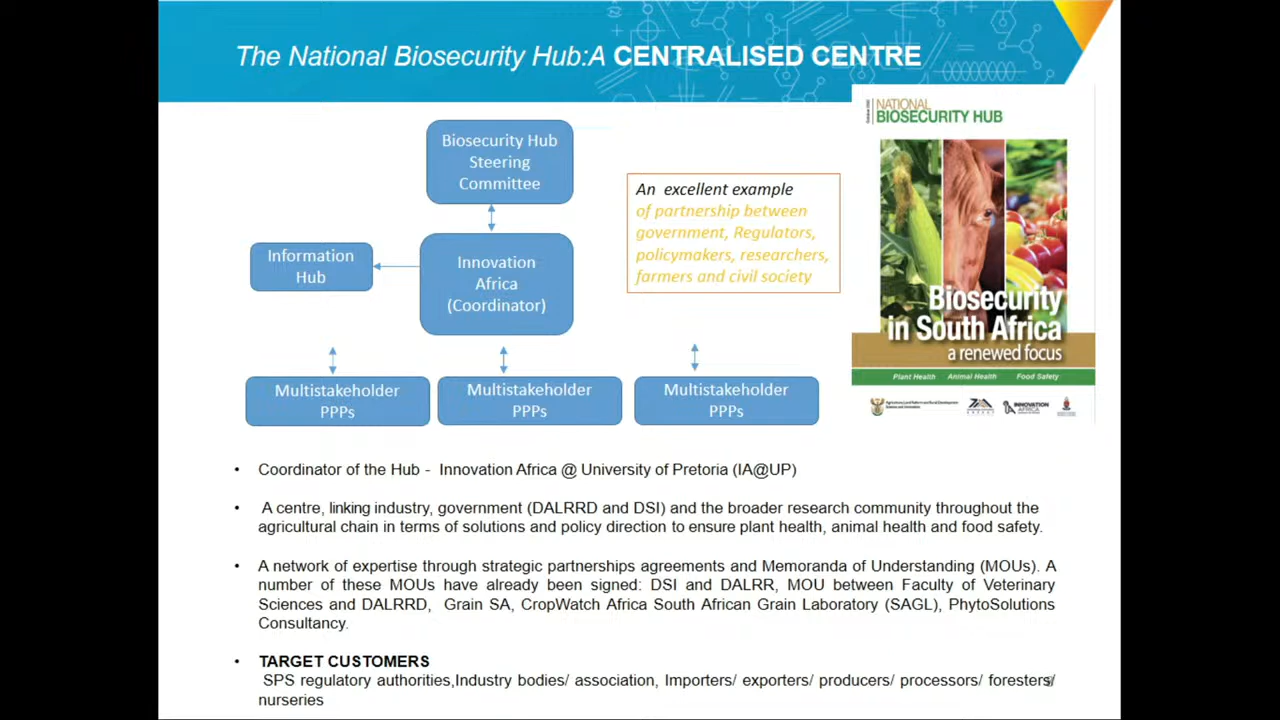 The National Biosecurity Hub:A CENTRALISED CENTRE
Biosecurity Hub
Steering
Committee
Information
Hub
Innovation
Africa
(Coordinator)
Multistakeholder
PPPs
Multistakeholder
PPPs
Multistakeholder
PPPs
An excellent example
of partnership between
government, Regulators,
policymakers, researchers,
farmers and civil society
NATIONAL
BIOSECURITY HUB
Biosecurity
in South Africa
a renewed focus
Plant Health Animal Health Food Safety
INNOVATION
AFRICA
• Coordinator of the Hub - Innovation Africa @ University of Pretoria (IA@UP)
• A centre, linking industry, government (DALRRD and DSI) and the broader research community throughout the
agricultural chain in terms of solutions and policy direction to ensure plant health, animal health and food safety.
• A network of expertise through strategic partnerships agreements and Memoranda of Understanding (MOUs). A
number of these MOUs have already been signed: DSI and DALRR, MOU between Faculty of Veterinary
Sciences and DALRRD, Grain SA, CropWatch Africa South African Grain Laboratory (SAGL), PhytoSolutions
Consultancy.
• TARGET CUSTOMERS
SPS regulatory authorities,Industry bodies/ association, Importers/ exporters/ producers/ processors/ foresters/
nurseries